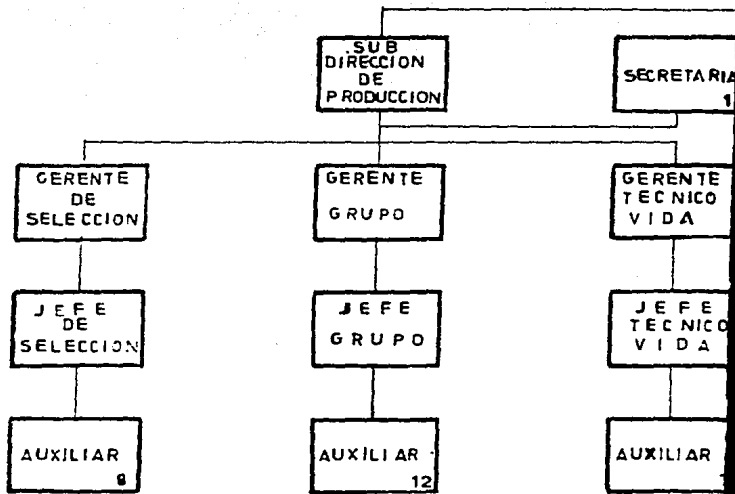 SUB
DIRECCION
DE
PRODUCCION
SECRETARIA
1
GERENTE
DE
SELECCION
GERENTE
GRUPO
GERENTE
TECNICO
VIDA
JEFE
DE
SELECCION
JEFE
GRUPO
JEFE
TECNICO
VIDA
AUXILIAR
AUXILIAR
12
AUXILIAR